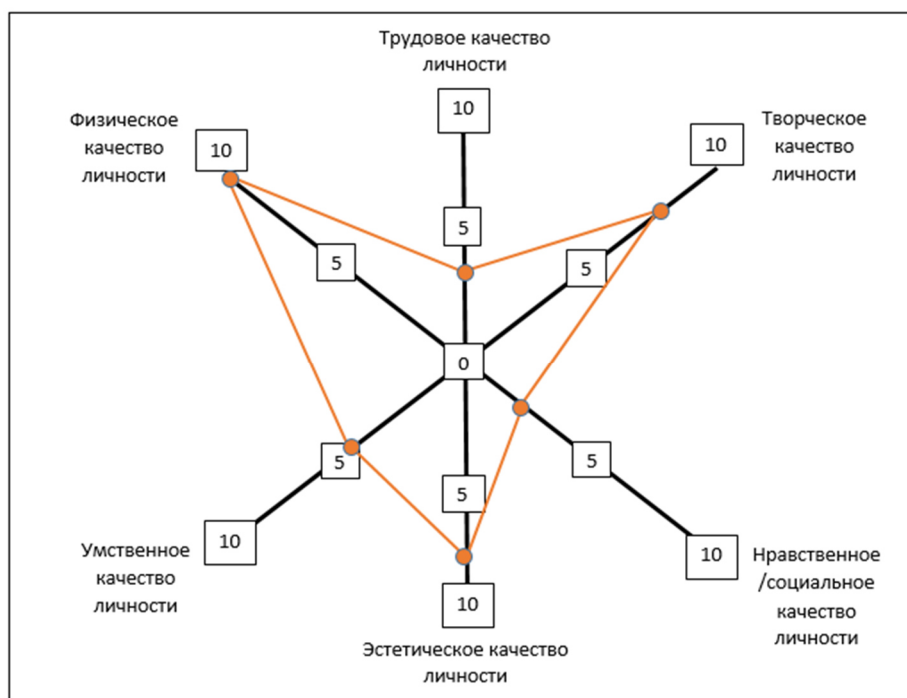 Трудовое качество
личности
10
Физическое
качество
личности
10
Творческое
качество
личности
10
5
5
5
0
5
5
5
Умственное
качество
личности
10
10
Эстетическое качество
личности
10
Нравственное
/социальное
качество
личности